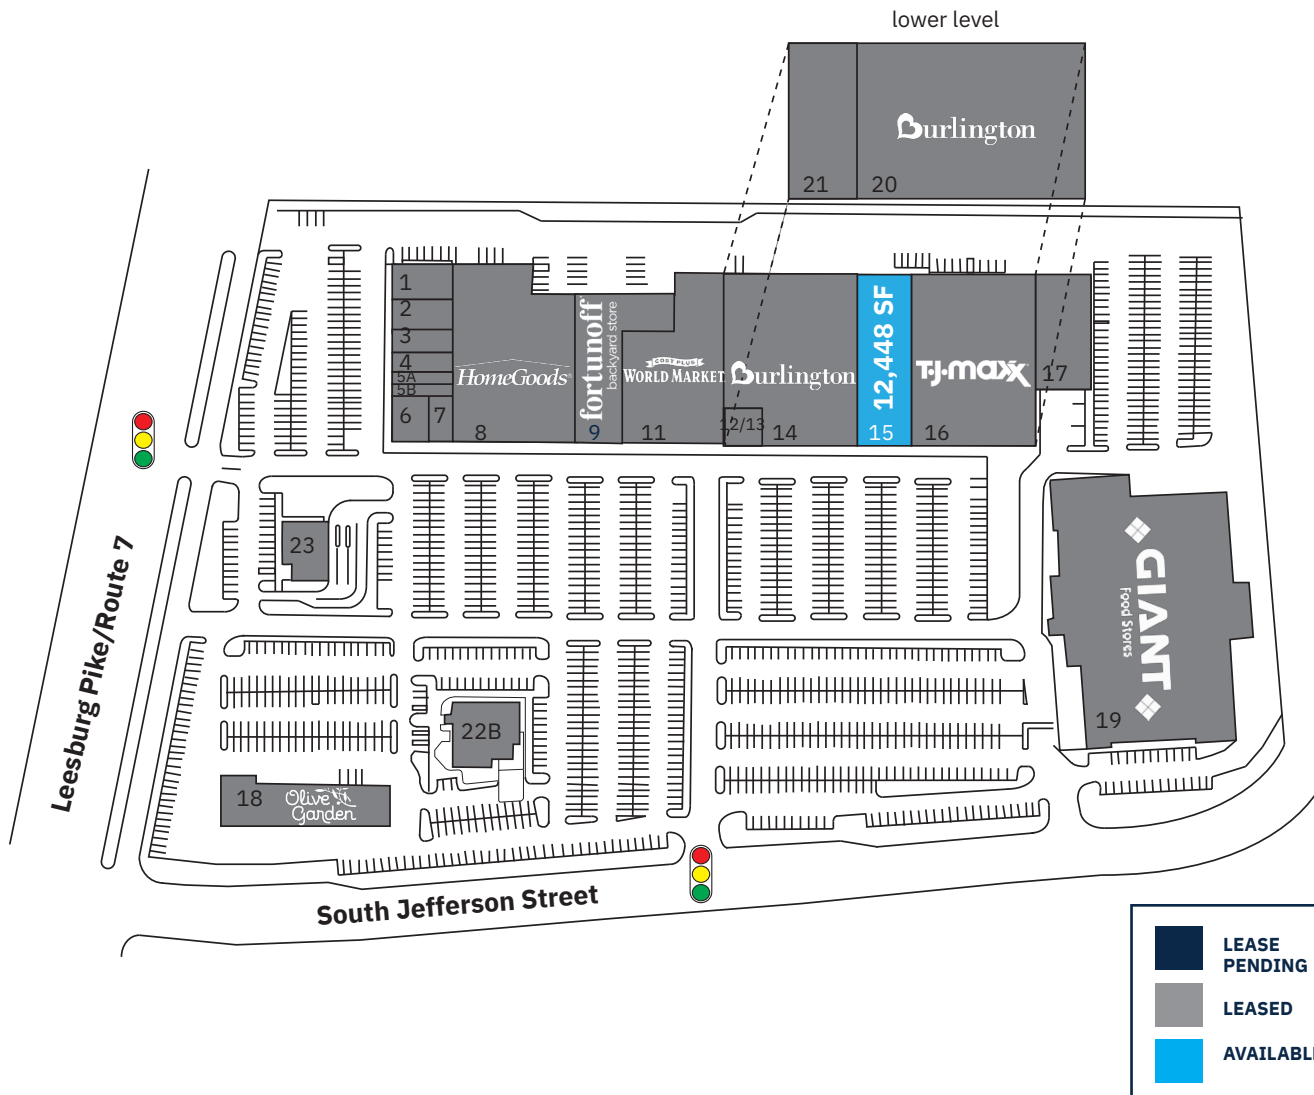 lower level
Burlington
21
20
1
2
3
4
5A
5B
6
7
HomeGoods
8
fortunoff
backyard store
9
COST PLUS
WORLD MARKET
11
Burlington
12/13
14
12,448 SF
15
T·J·maxx
16
17
23
22B
18
Olive
Garden
GIANT
Food Stores
19
Leesburg Pike/Route 7
South Jefferson Street
LEASE
PENDING
LEASED
AVAILABL